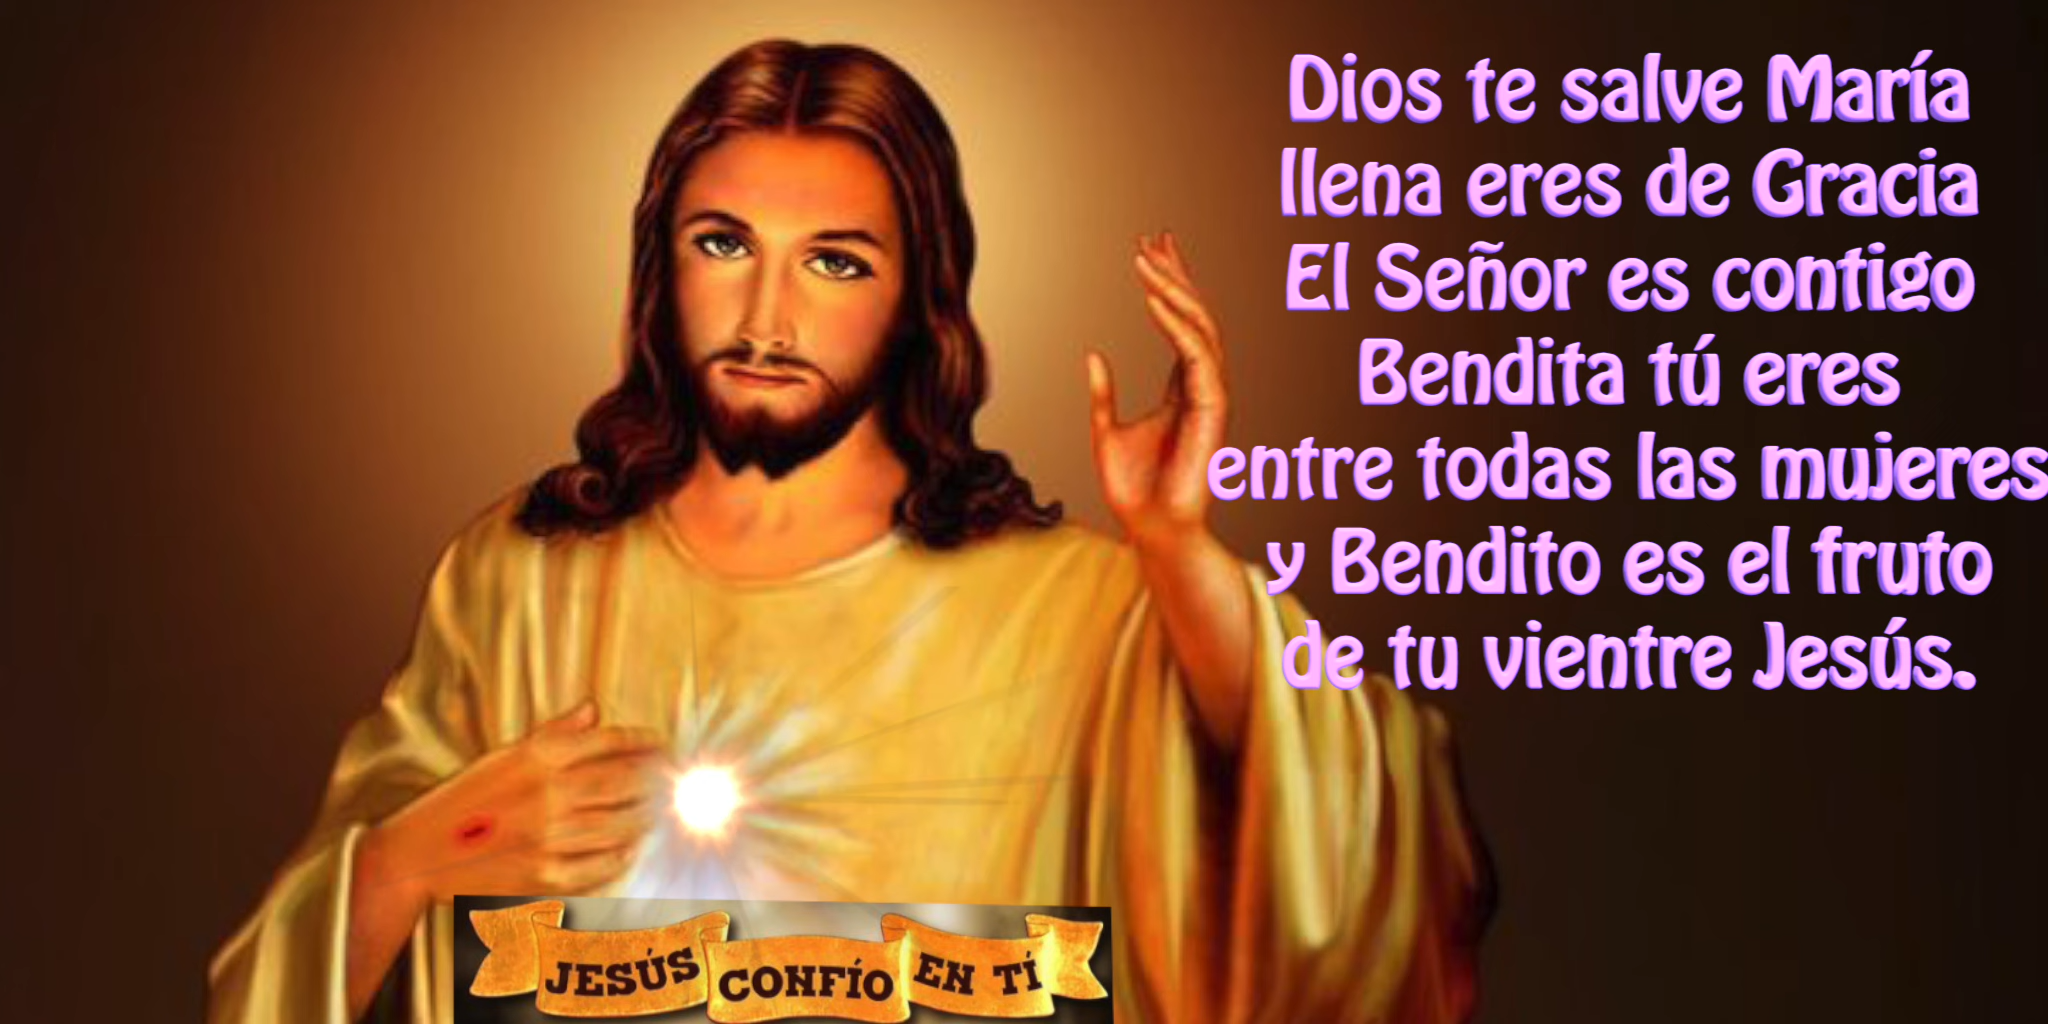 Dios te salve María
llena eres de Gracia
El Señor es contigo
Bendita tú eres
entre todas las mujeres
y Bendito es el fruto
de tu vientre Jesús.
JESÚS CONFÍO EN TÍ